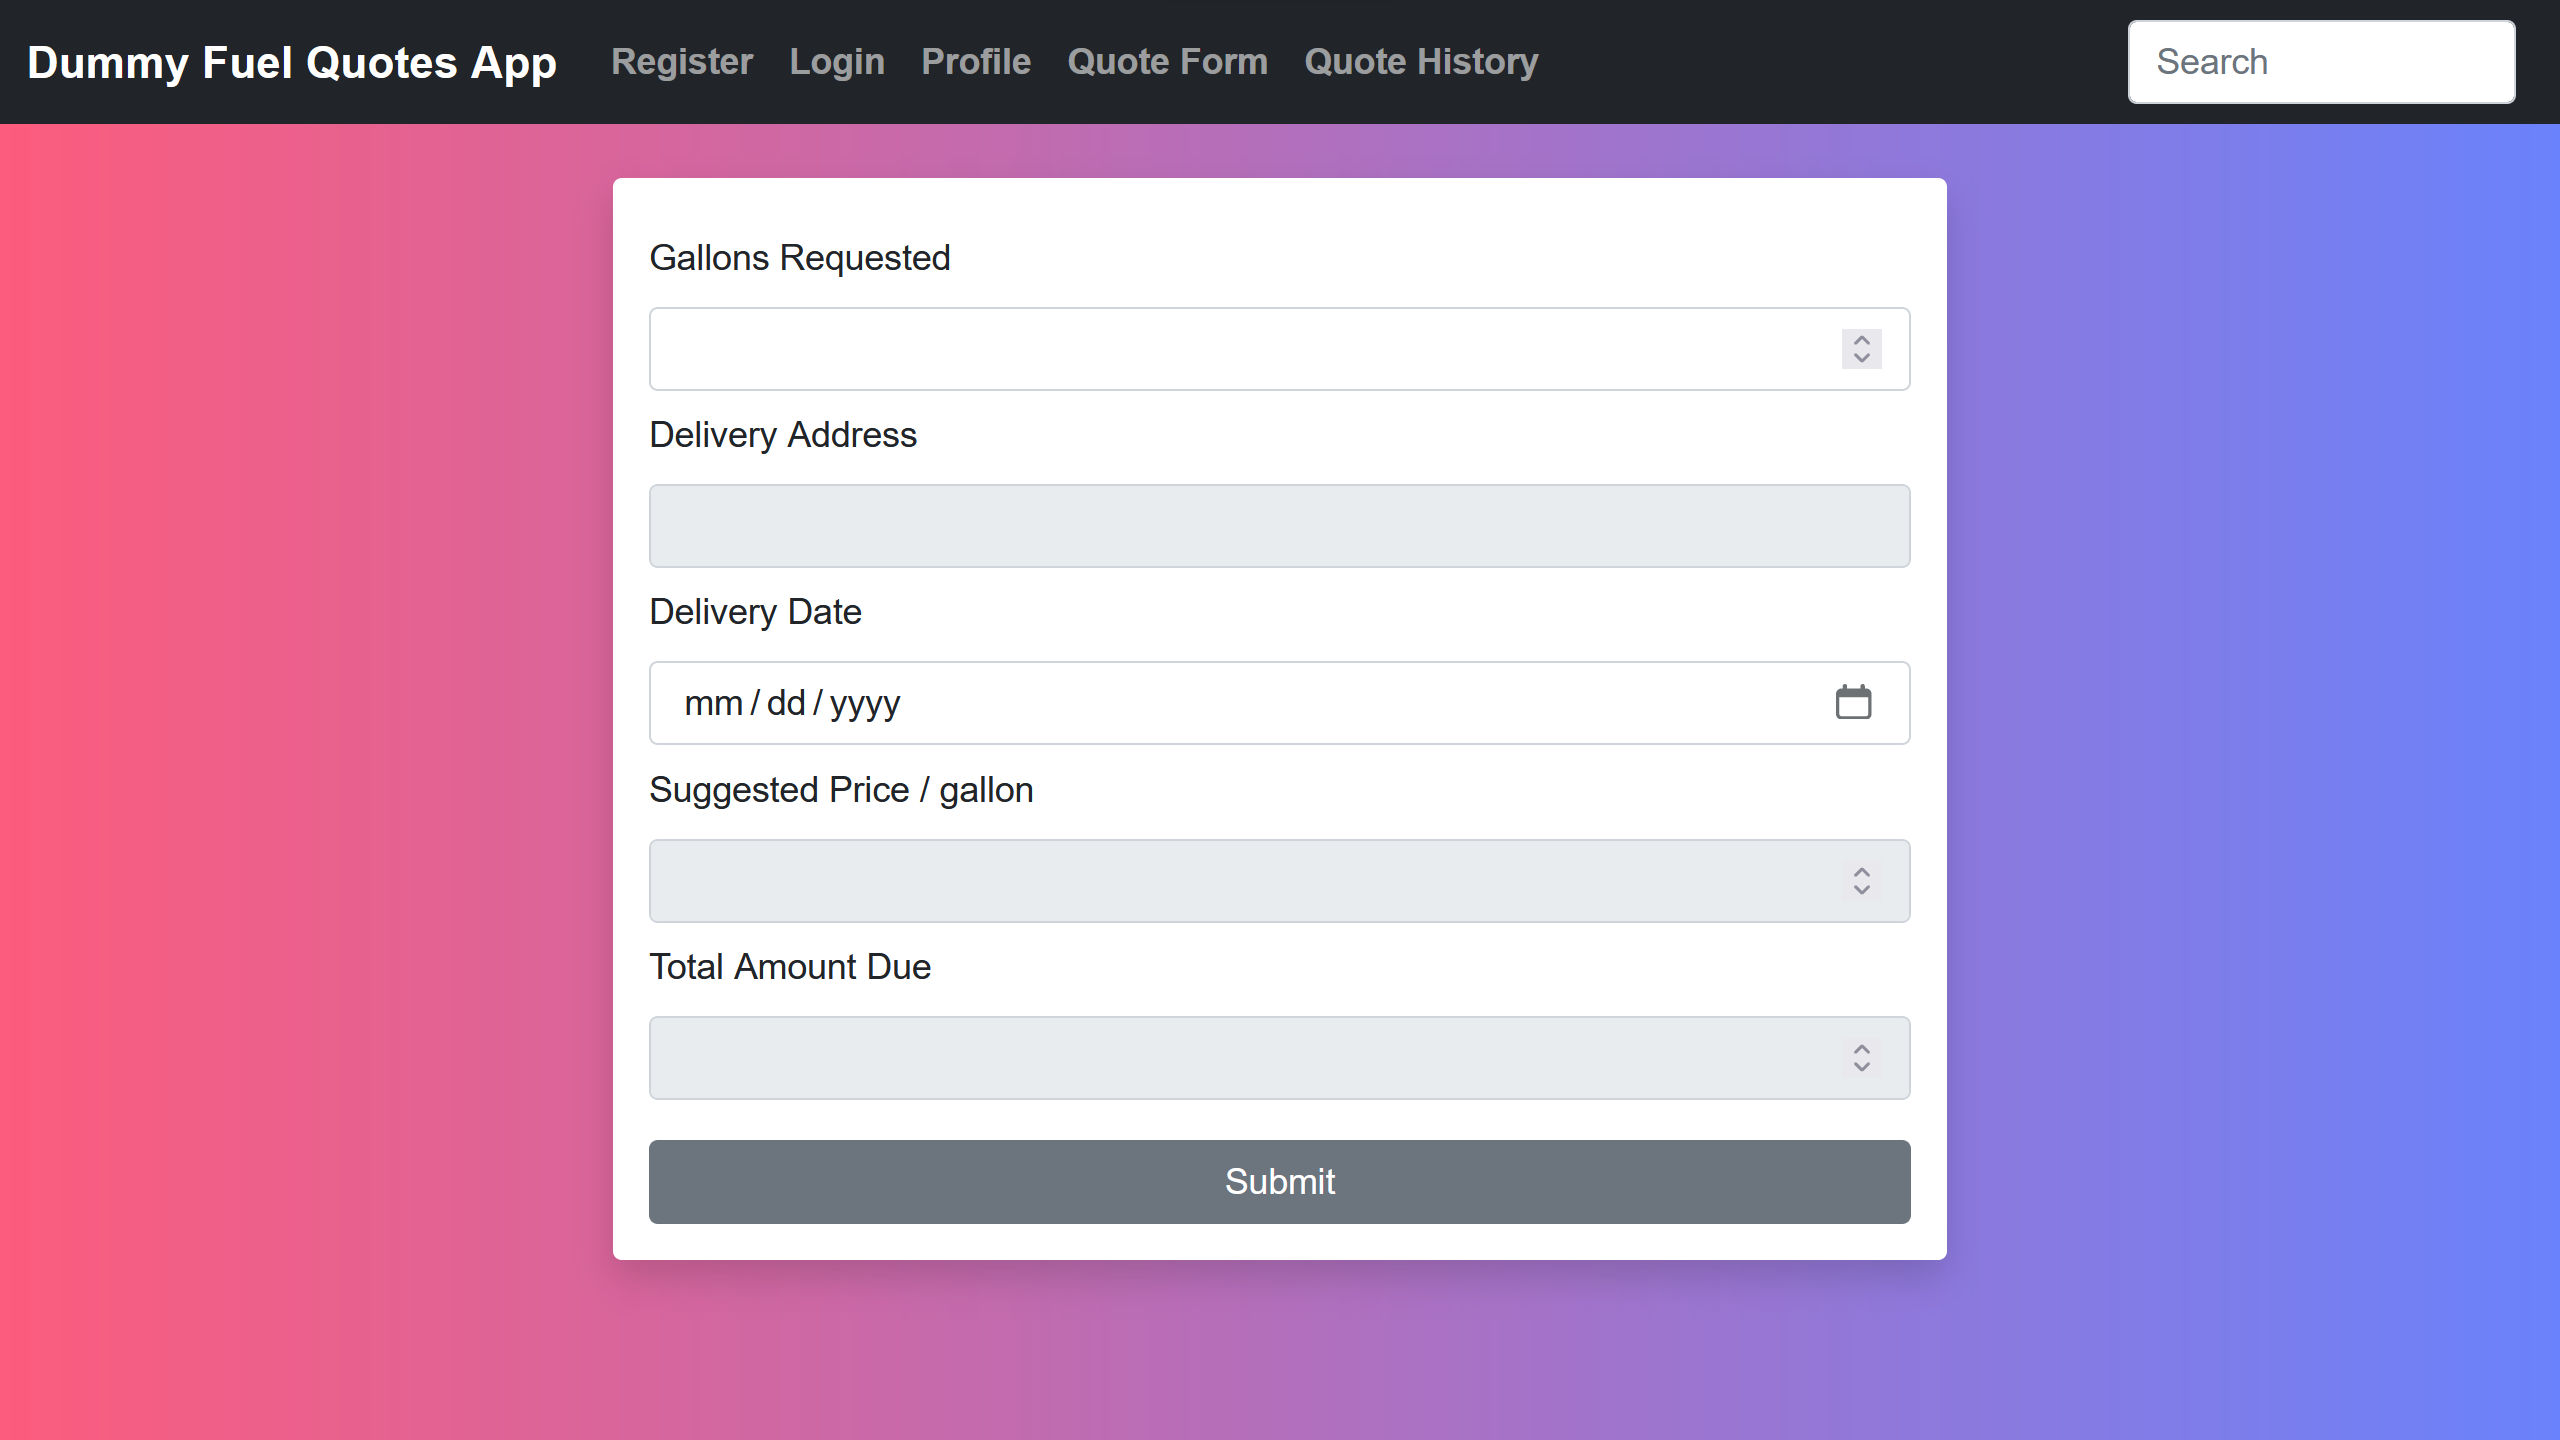 Dummy Fuel Quotes App Register Login Profile Quote Form Quote History Search
Gallons Requested
Delivery Address
Delivery Date
mm / dd / yyyy
Suggested Price / gallon
Total Amount Due
Submit